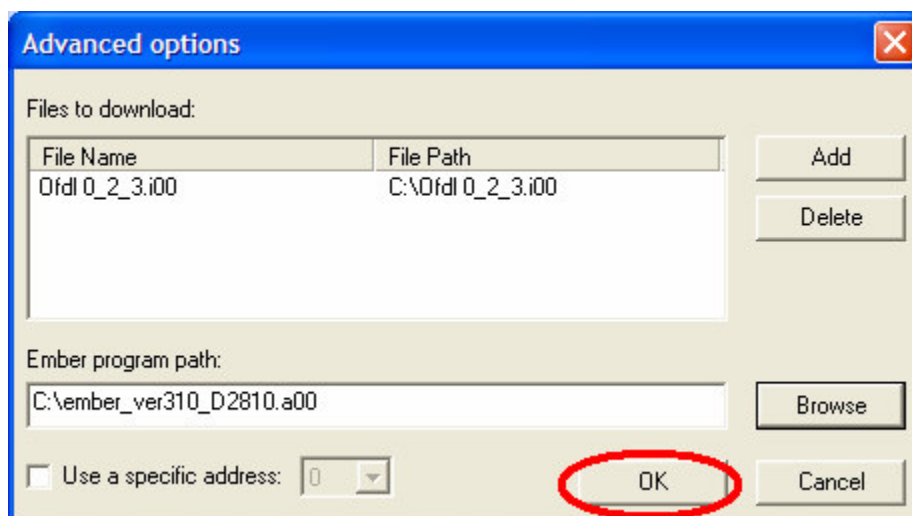 Advanced options
Files to download:
File Name File Path
Ofdl 0_2_3.i00 C:\Ofdl 0_2_3.i00
Add
Delete
Ember program path:
C:\ember_ver310_D2810.a00
Browse
Use a specific address: 0
OK
Cancel